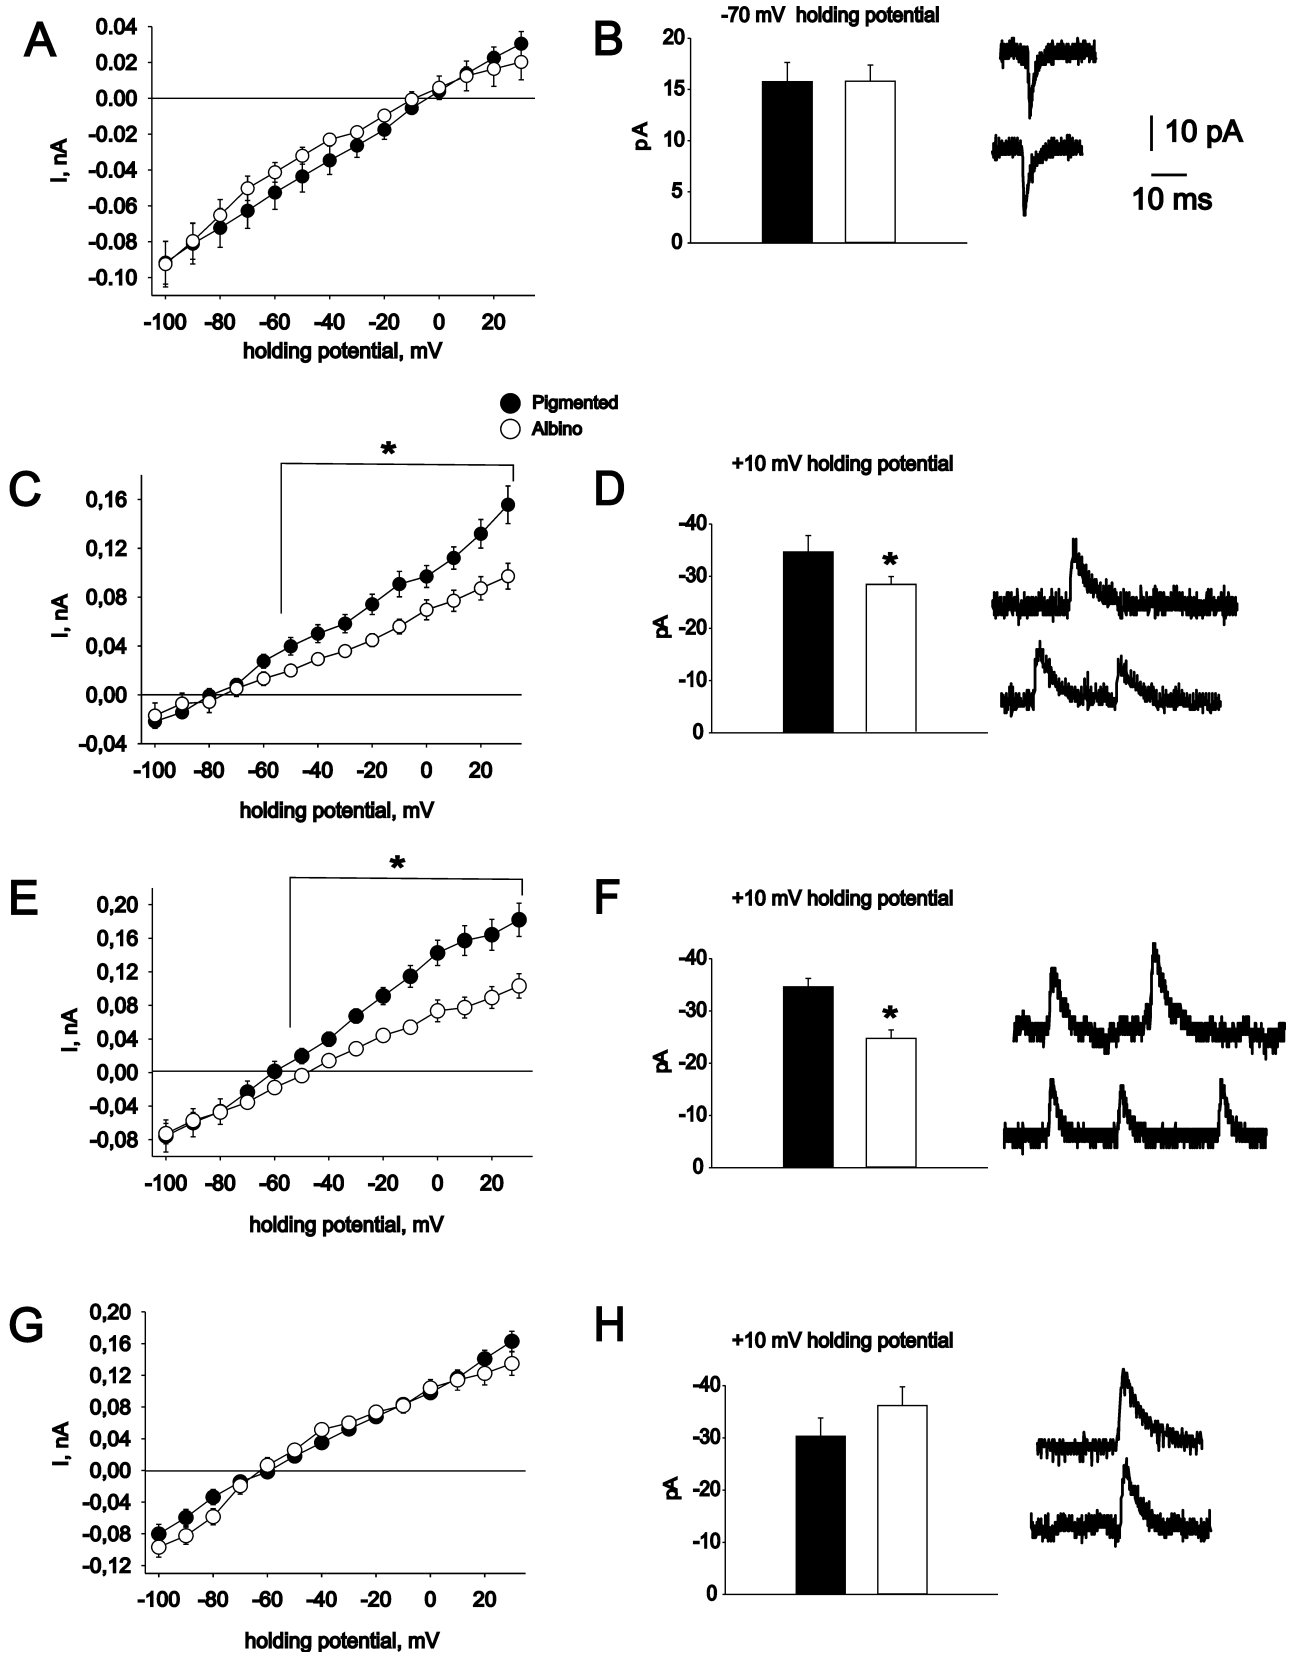 A
0.04
0.02
0.00
-0.02
-0.04
-0.06
-0.08
-0.10
I, nA
-100 -80 -60 -40 -20 0 20
holding potential, mV
B
-70 mV holding potential
20
15
10
5
0
pA
10 pA
10 ms
Pigmented
Albino
C
*
0,16
0,12
0,08
0,04
0,00
-0,04
I, nA
-100 -80 -60 -40 -20 0 20
holding potential, mV
D
+10 mV holding potential
-40
-30
-20
-10
0
pA
*
E
*
0,20
0,16
0,12
0,08
0,04
0,00
-0,04
-0,08
I, nA
-100 -80 -60 -40 -20 0 20
holding potential, mV
F
+10 mV holding potential
-40
-30
-20
-10
0
pA
*
G
0,20
0,16
0,12
0,08
0,04
0,00
-0,04
-0,08
-0,12
I, nA
-100 -80 -60 -40 -20 0 20
holding potential, mV
H
+10 mV holding potential
-40
-30
-20
-10
0
pA